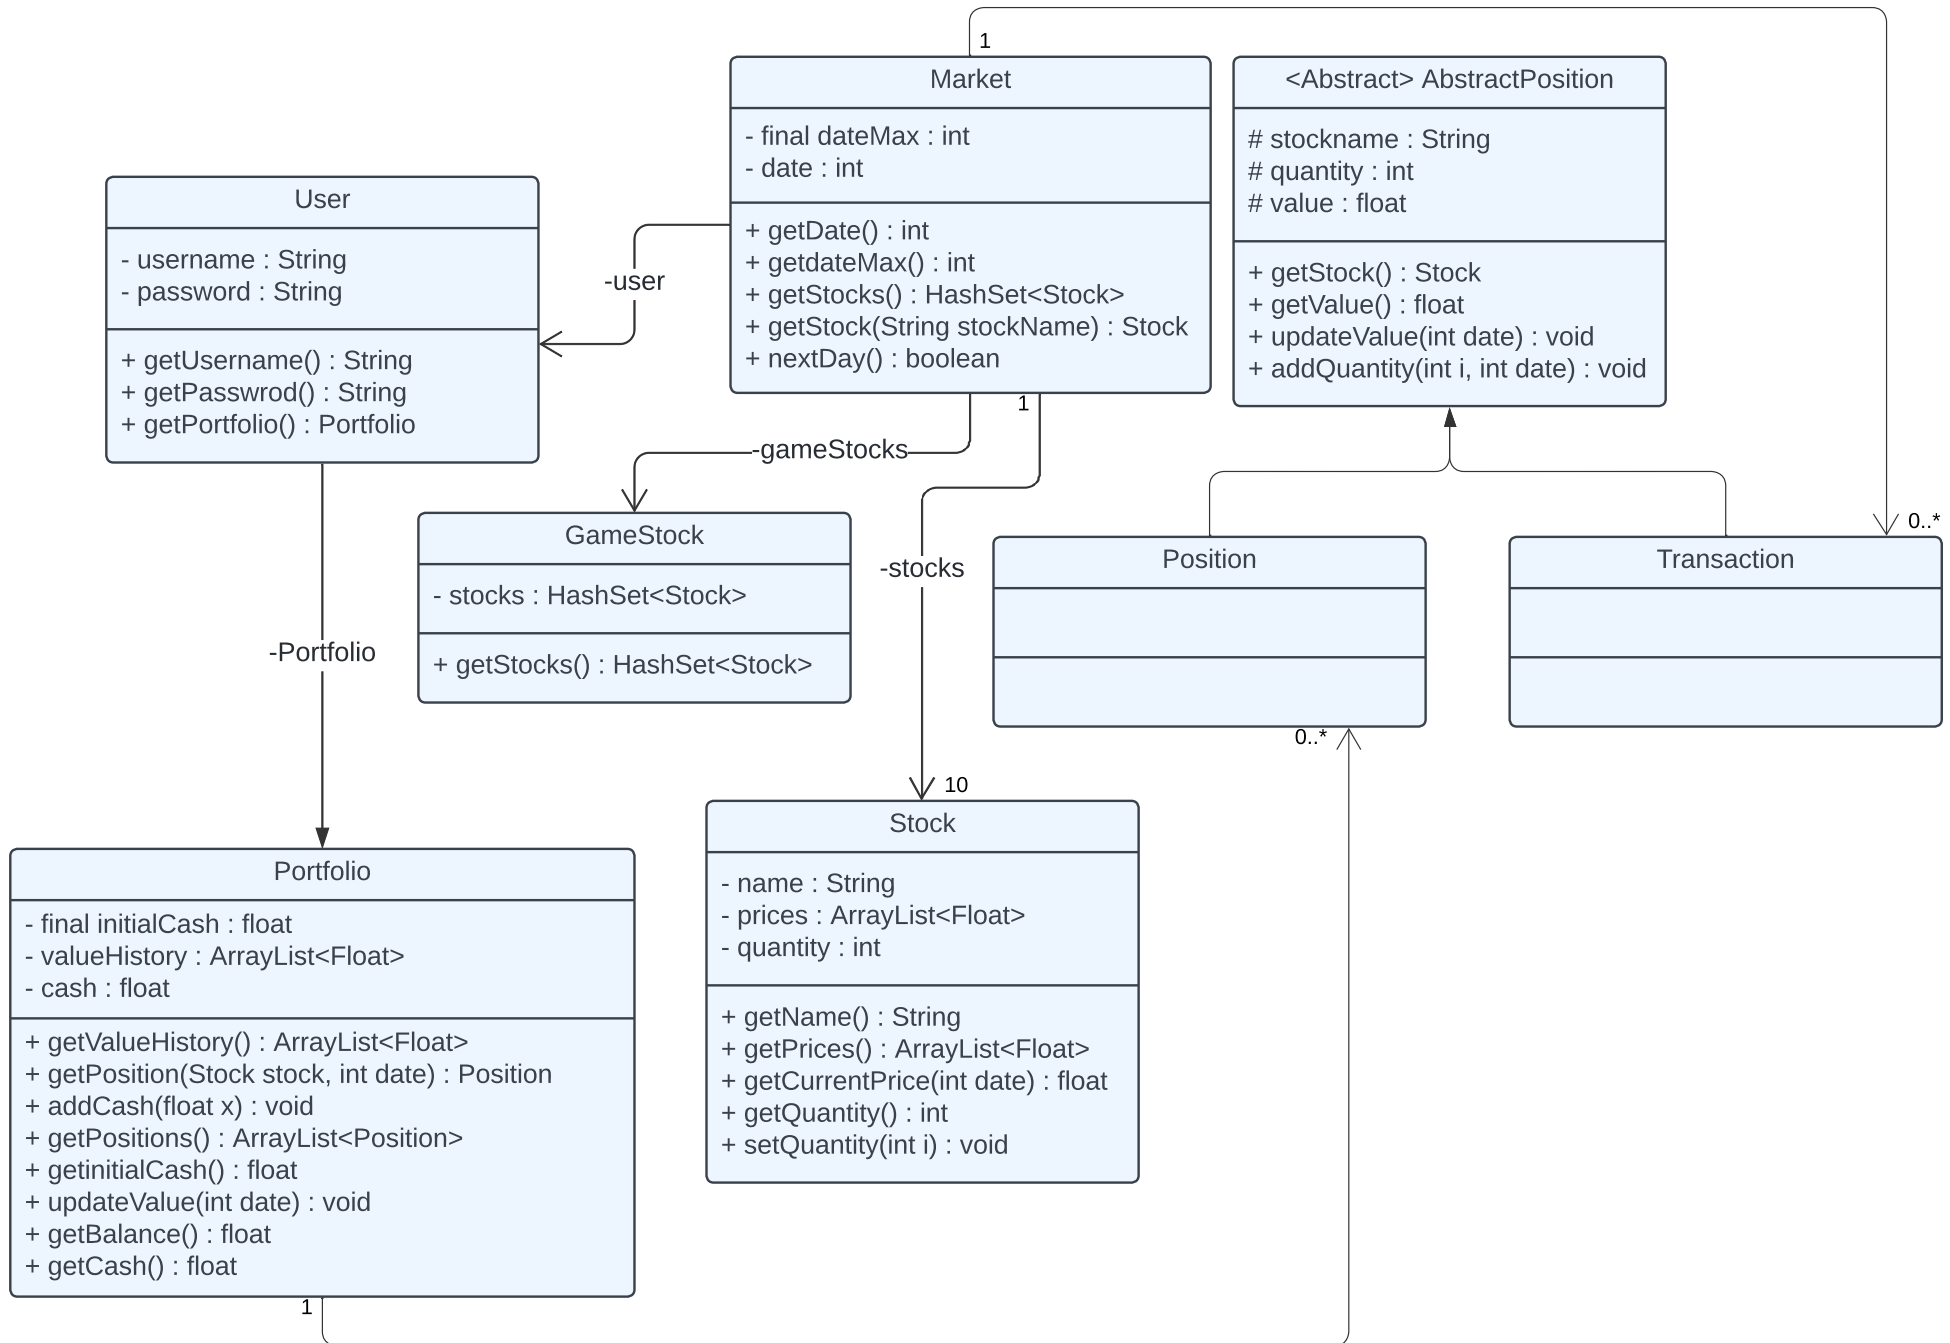 1
Market
- final dateMax : int
- date : int
+ getDate() : int
+ getdateMax() : int
+ getStocks() : HashSet<Stock>
+ getStock(String stockName) : Stock
+ nextDay() : boolean
<Abstract> AbstractPosition
# stockname : String
# quantity : int
# value : float
+ getStock() : Stock
+ getValue() : float
+ updateValue(int date) : void
+ addQuantity(int i, int date) : void
User
- username : String
- password : String
+ getUsername() : String
+ getPasswrod() : String
+ getPortfolio() : Portfolio
-user
1
-gameStocks
GameStock
- stocks : HashSet<Stock>
+ getStocks() : HashSet<Stock>
-stocks
Position
0..*
Transaction
0..*
-Portfolio
10
Stock
- name : String
- prices : ArrayList<Float>
- quantity : int
+ getName() : String
+ getPrices() : ArrayList<Float>
+ getCurrentPrice(int date) : float
+ getQuantity() : int
+ setQuantity(int i) : void
Portfolio
- final initialCash : float
- valueHistory : ArrayList<Float>
- cash : float
+ getValueHistory() : ArrayList<Float>
+ getPosition(Stock stock, int date) : Position
+ addCash(float x) : void
+ getPositions() : ArrayList<Position>
+ getinitialCash() : float
+ updateValue(int date) : void
+ getBalance() : float
+ getCash() : float
1